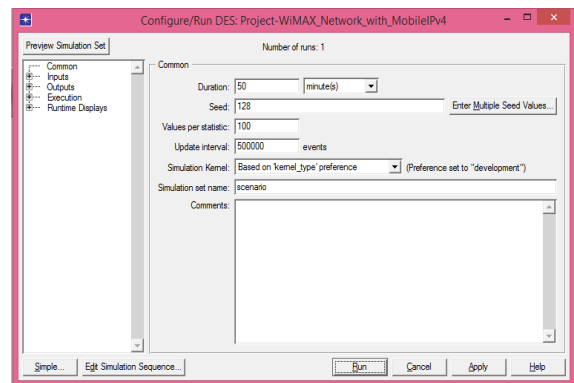 Configure/Run DES: Project-WiMAX_Network_with_MobileIPv4
Preview Simulation Set
Number of runs: 1
Common
Inputs
Outputs
Execution
Runtime Displays
Common
Duration: 50 minute(s)
Seed: 128 Enter Multiple Seed Values...
Values per statistic: 100
Update interval: 500000 events
Simulation Kernel: Based on 'kernel_type' preference (Preference set to "development")
Simulation set name: scenario
Comments:
Simple... Edit Simulation Sequence... Run Cancel Apply Help